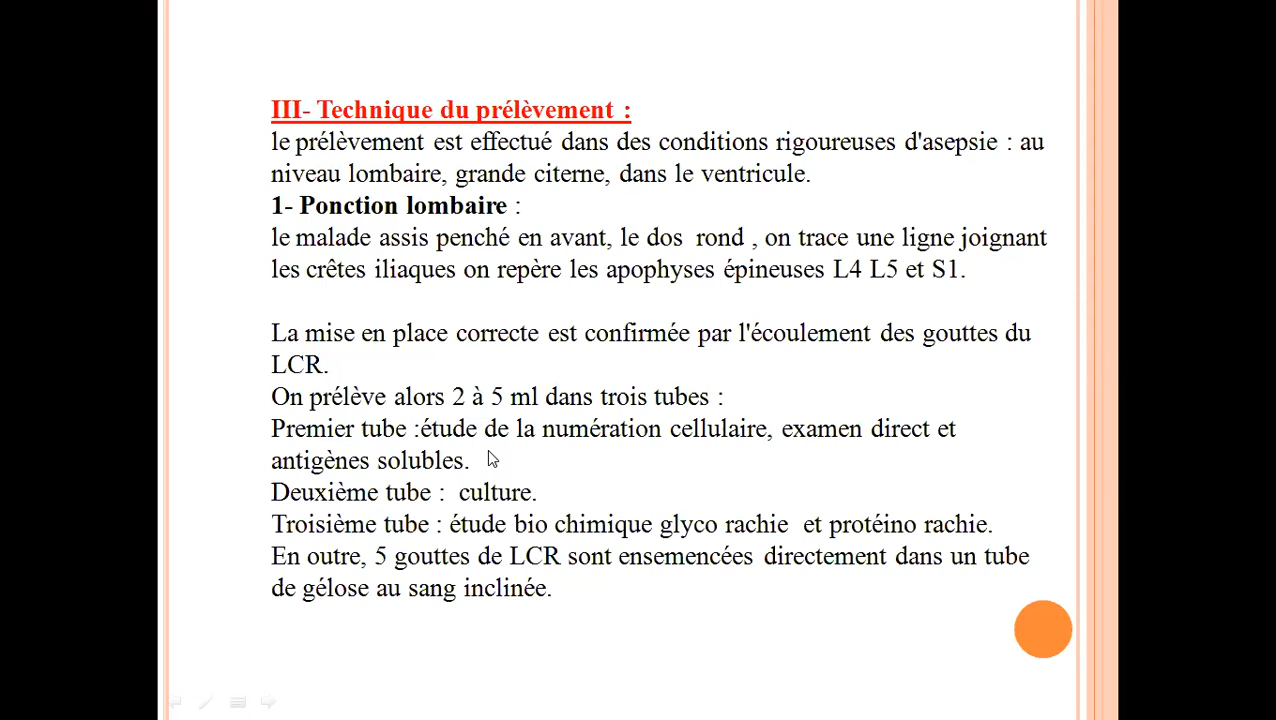 III- Technique du prélèvement :
le prélèvement est effectué dans des conditions rigoureuses d'asepsie : au
niveau lombaire, grande citerne, dans le ventricule.
1- Ponction lombaire :
le malade assis penché en avant, le dos rond , on trace une ligne joignant
les crêtes iliaques on repère les apophyses épineuses L4 L5 et S1.
La mise en place correcte est confirmée par l'écoulement des gouttes du
LCR.
On prélève alors 2 à 5 ml dans trois tubes :
Premier tube :étude de la numération cellulaire, examen direct et
antigènes solubles.
Deuxième tube : culture.
Troisième tube : étude bio chimique glyco rachie et protéino rachie.
En outre, 5 gouttes de LCR sont ensemencées directement dans un tube
de gélose au sang inclinée.